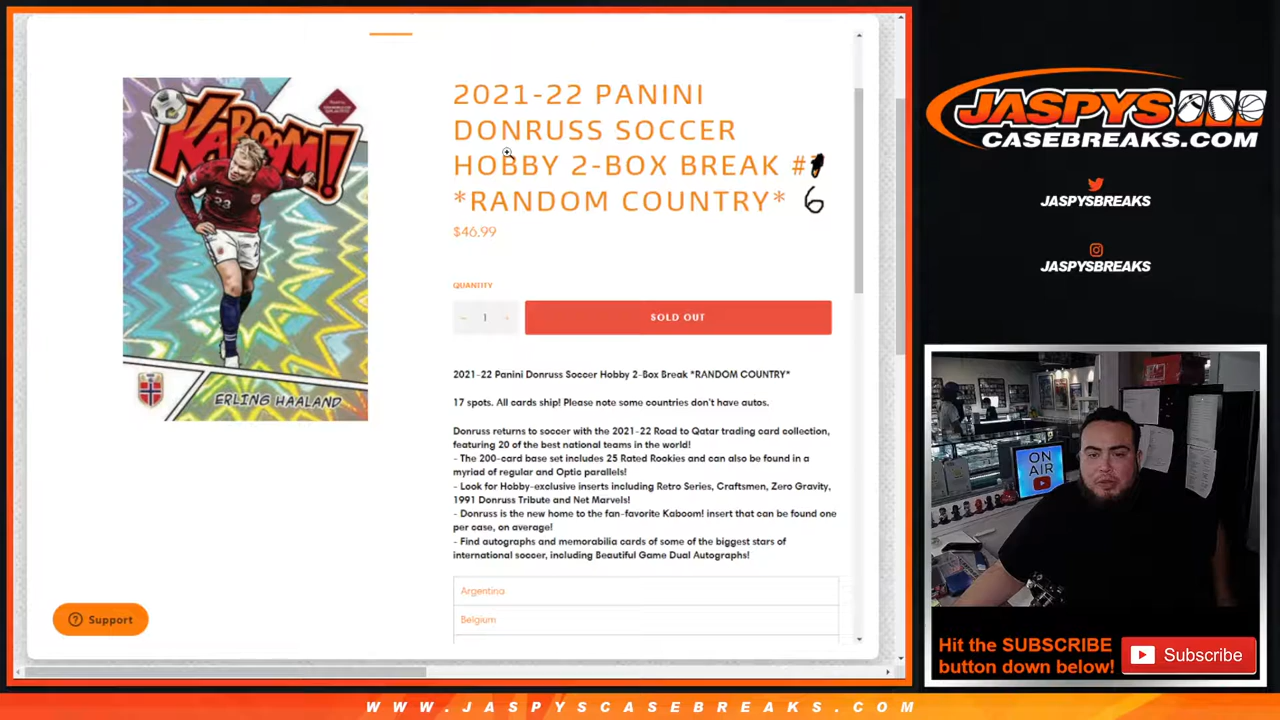 2021-22 PANINI
DONRUSS SOCCER
HOBBY 2-BOX BREAK #
*RANDOM COUNTRY* 6
$46.99
QUANTITY
− 1 +
SOLD OUT
2021-22 Panini Donruss Soccer Hobby 2-Box Break *RANDOM COUNTRY*
17 spots. All cards ship! Please note some countries don't have autos.
Donruss returns to soccer with the 2021-22 Road to Qatar trading card collection,
featuring 20 of the best national teams in the world!
- The 200-card base set includes 25 Rated Rookies and can also be found in a
myriad of regular and Optic parallels!
- Look for Hobby-exclusive inserts including Retro Series, Craftsmen, Zero Gravity,
1991 Donruss Tribute and Net Marvels!
- Donruss is the new home to the fan-favorite Kaboom! insert that can be found one
per case, on average!
- Find autographs and memorabilia cards of some of the biggest stars of
international soccer, including Beautiful Game Dual Autographs!
Argentina
Belgium
KABOOM!
23
ERLING HAALAND
Support
JASPYS
CASEBREAKS.COM
JASPYSBREAKS
JASPYSBREAKS
ON
AIR
Hit the SUBSCRIBE
button down below!
Subscribe
WWW.JASPYSCASEBREAKS.COM